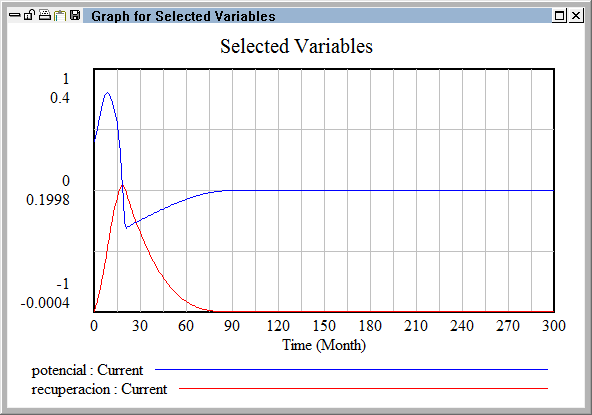 Graph for Selected Variables
Selected Variables
1
0.4
0
0.1998
-1
-0.0004
0 30 60 90 120 150 180 210 240 270 300
Time (Month)
potencial : Current
recuperacion : Current